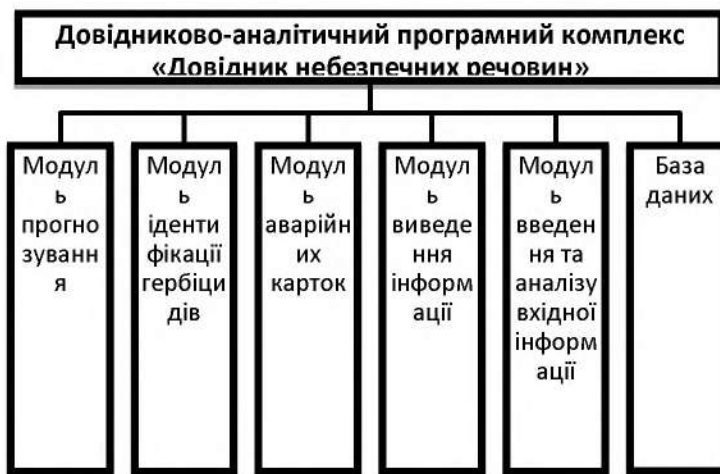 Довідниково-аналітичний програмний комплекс
«Довідник небезпечних речовин»
Модул
ь
прогно
зуванн
я
Модул
ь
іденти
фікації
гербіци
дів
Модул
ь
аварійн
их
карток
Модул
ь
виведе
ння
інформ
ації
Модул
ь
введен
ня та
аналізу
вхідної
інформ
ації
База
даних